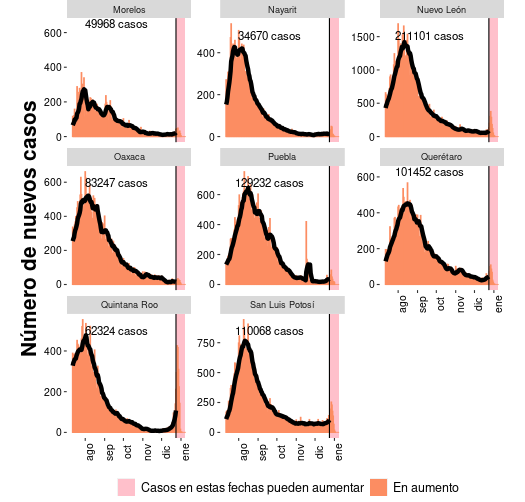 Número de nuevos casos
Morelos
49968 casos
600
400
200
0
Nayarit
34670 casos
400
200
0
Nuevo León
211101 casos
1500
1000
500
0
Oaxaca
83247 casos
600
400
200
0
Puebla
129232 casos
600
400
200
0
Querétaro
101452 casos
600
400
200
0
ago
sep
oct
nov
dic
ene
Quintana Roo
62324 casos
400
200
0
ago
sep
oct
nov
dic
ene
San Luis Potosí
110068 casos
750
500
250
0
ago
sep
oct
nov
dic
ene
Casos en estas fechas pueden aumentar
En aumento